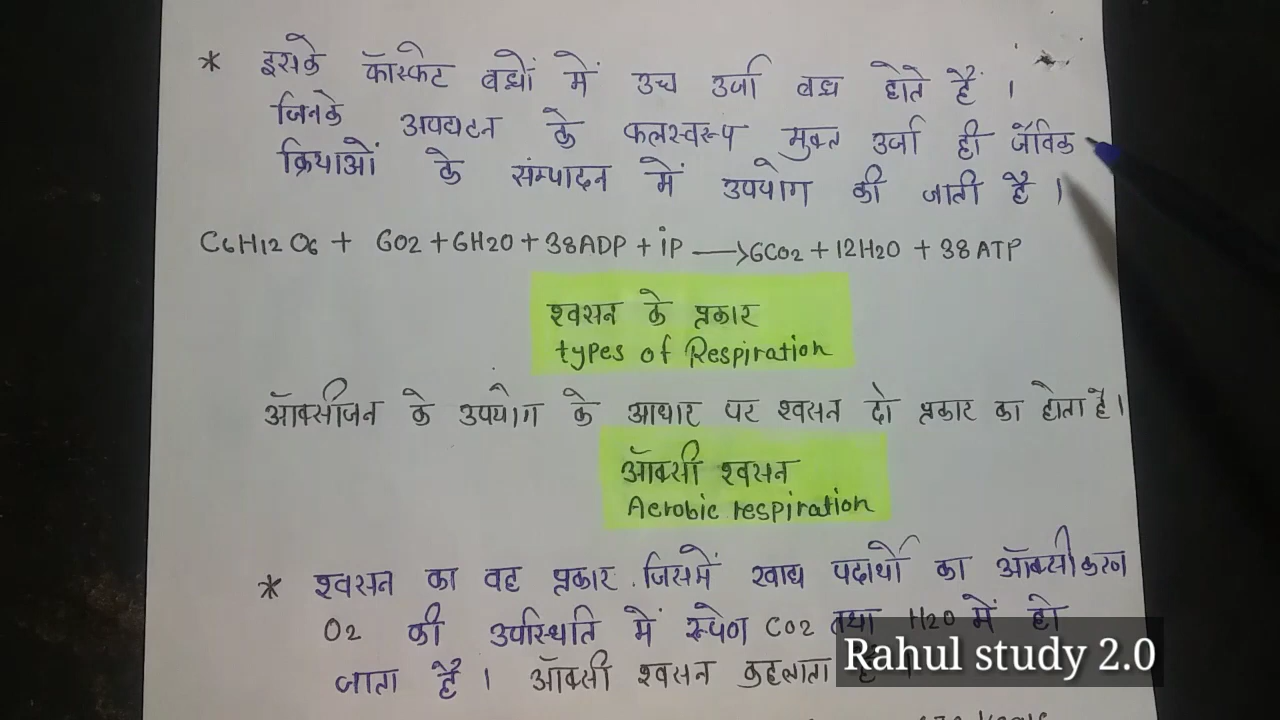 * इसके फॉस्फेट बन्धों में उच्च उर्जा बन्ध होते हैं ।
जिनके अपघटन के फलस्वरूप मुक्त उर्जा ही जैविक
क्रियाओं के सम्पादन में उपयोग की जाती है ।
C6H12O6 + 6O2 + 6H2O + 38ADP + iP ⟶ 6CO2 + 12H2O + 38ATP
श्वसन के प्रकार
types of Respiration
ऑक्सीजन के उपयोग के आधार पर श्वसन दो प्रकार का होता है ।
ऑक्सी श्वसन
Aerobic respiration
* श्वसन का वह प्रकार जिसमें खाद्य पदार्थों का ऑक्सीकरण
O2 की उपस्थिति में रूपेण CO2 तथा H2O में हो
जाता है । ऑक्सी श्वसन कहलाता
Rahul study 2.0